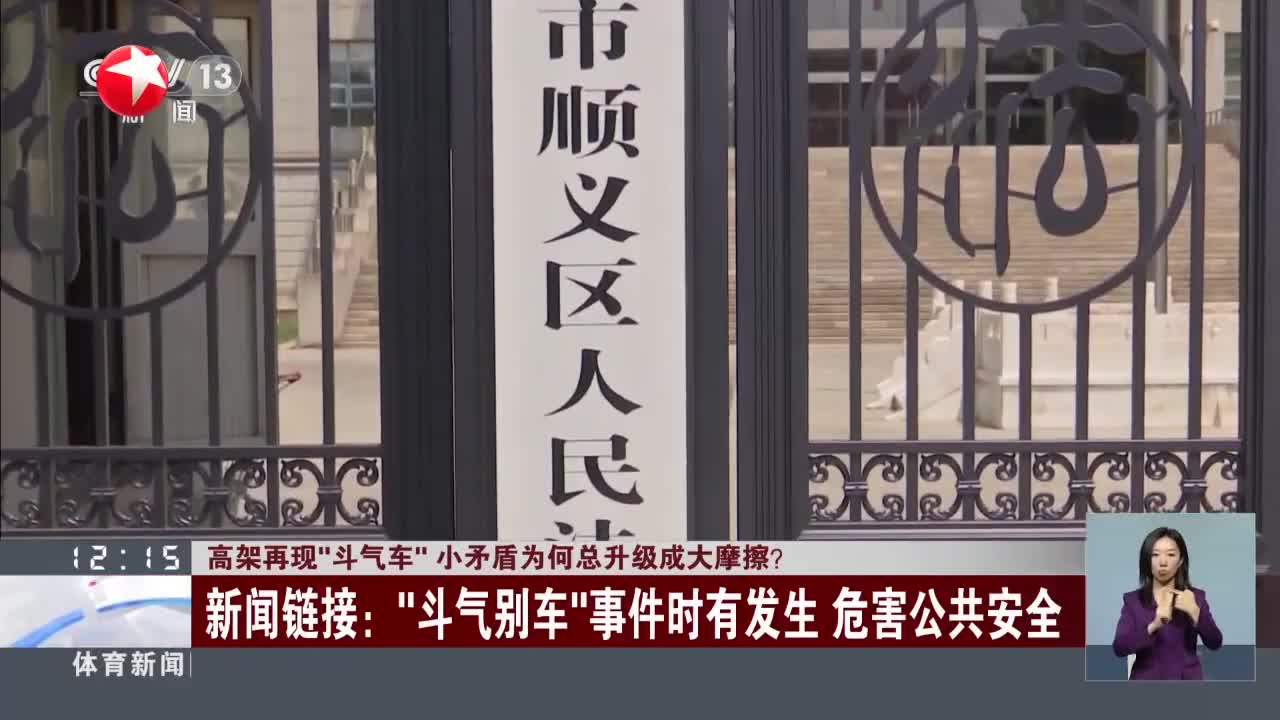 13
新闻
市顺义区人民法
12:15
高架再现"斗气车" 小矛盾为何总升级成大摩擦?
新闻链接: "斗气别车"事件时有发生 危害公共安全
体育新闻